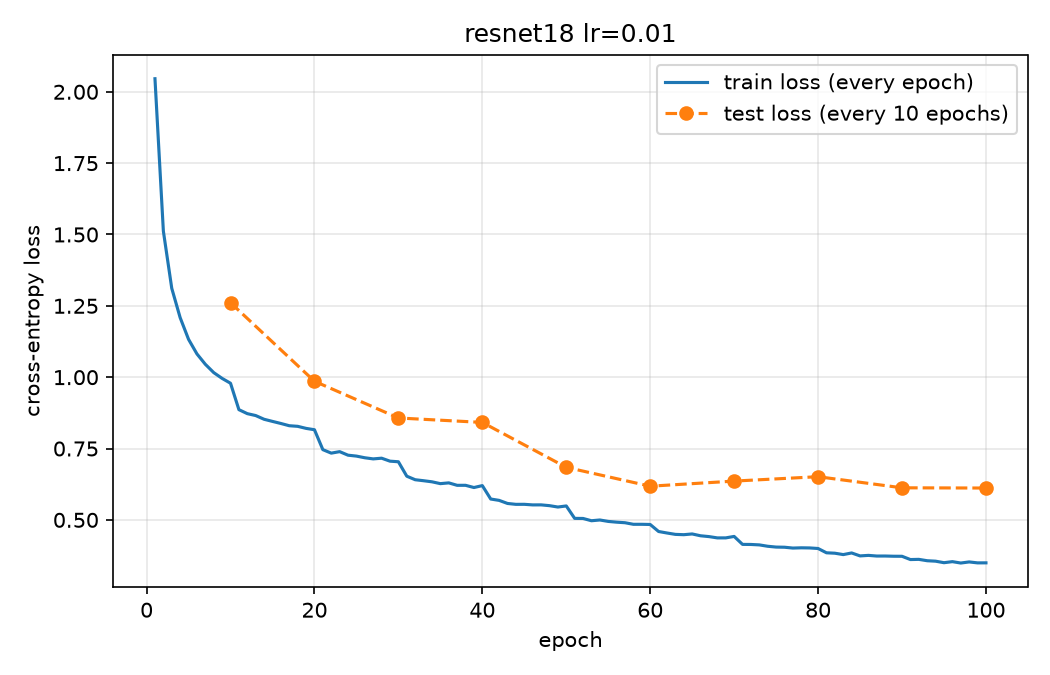 resnet18 lr=0.01
train loss (every epoch)
test loss (every 10 epochs)
cross-entropy loss
2.00
1.75
1.50
1.25
1.00
0.75
0.50
0
20
40
60
80
100
epoch